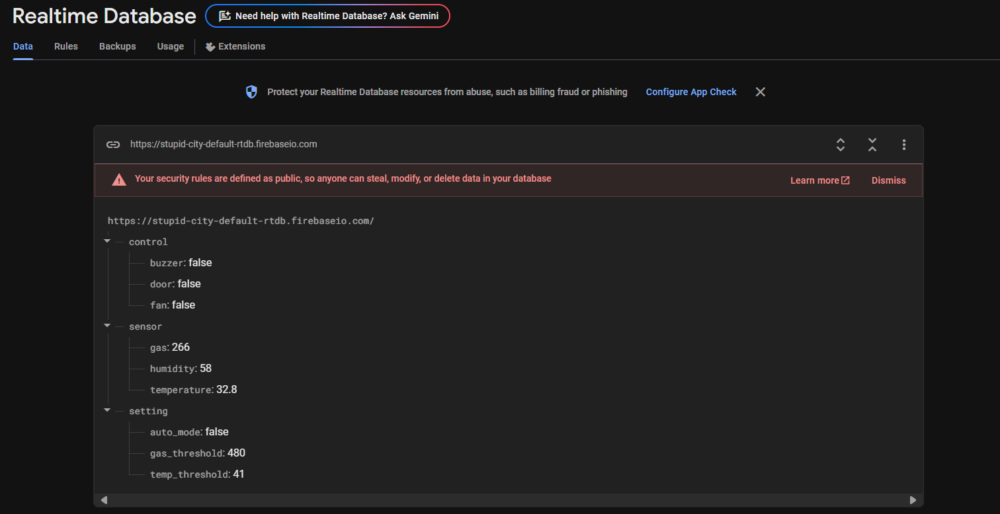 Realtime Database
Need help with Realtime Database? Ask Gemini
Data Rules Backups Usage Extensions
Protect your Realtime Database resources from abuse, such as billing fraud or phishing Configure App Check
https://stupid-city-default-rtdb.firebaseio.com
Your security rules are defined as public, so anyone can steal, modify, or delete data in your database Learn more Dismiss
https://stupid-city-default-rtdb.firebaseio.com/
control
buzzer: false
door: false
fan: false
sensor
gas: 266
humidity: 58
temperature: 32.8
setting
auto_mode: false
gas_threshold: 480
temp_threshold: 41